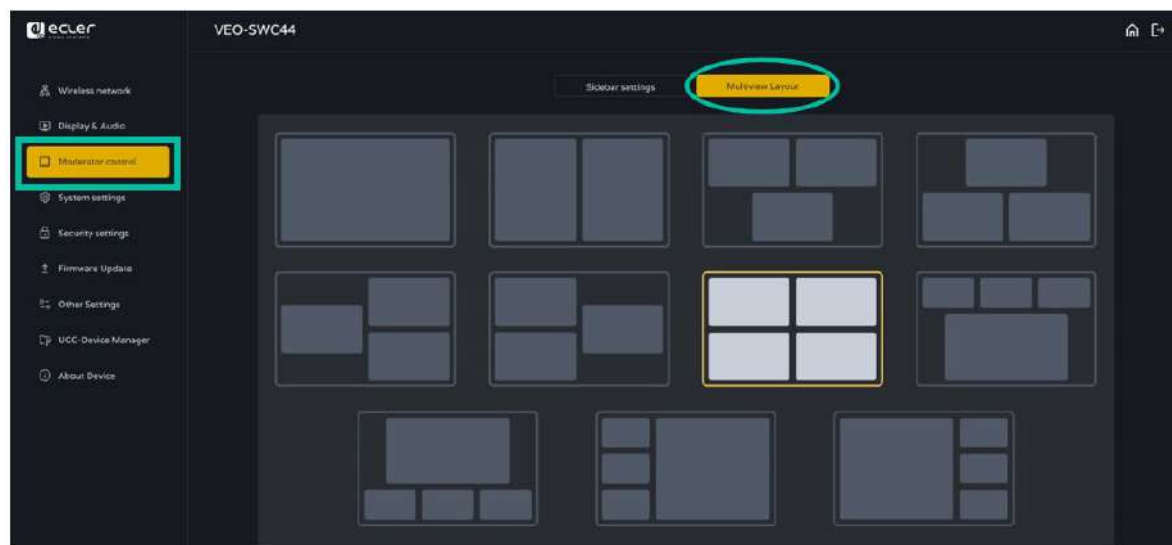 ecler
VEO-SWC44
Sidebar settings
Multiview Layout
Wireless network
Display & Audio
Moderator control
System settings
Security settings
Firmware Update
Other Settings
UCC-Device Manager
About Device